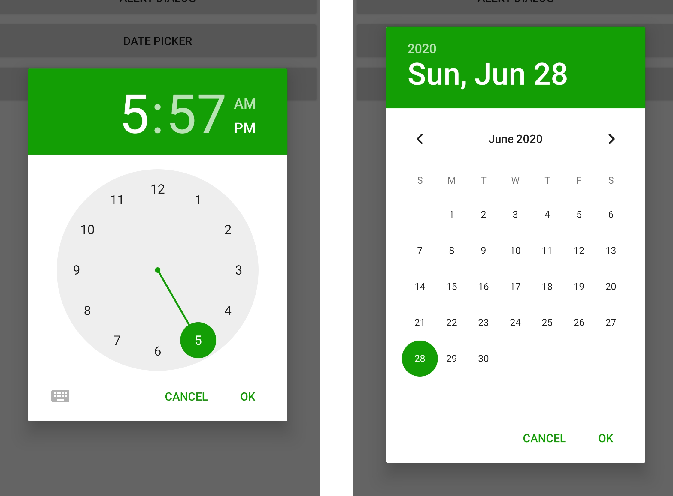 ALERT DIALOG
DATE PICKER
5:57
AM
PM
12
11
1
10
2
9
3
8
4
7
5
6
CANCEL
OK
ALERT DIALOG
2020
Sun, Jun 28
June 2020
S M T W T F S
1 2 3 4 5 6
7 8 9 10 11 12 13
14 15 16 17 18 19 20
21 22 23 24 25 26 27
28 29 30
CANCEL
OK